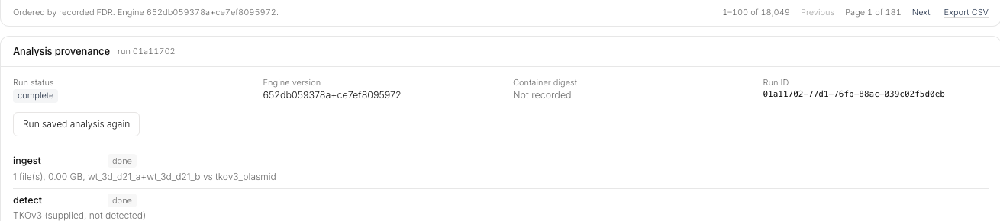 Ordered by recorded FDR. Engine 652db059378a+ce7ef8095972. 1–100 of 18,049 Previous Page 1 of 181 Next Export CSV
Analysis provenance run 01a11702
Run status Engine version Container digest Run ID
complete 652db059378a+ce7ef8095972 Not recorded 01a11702-77d1-76fb-88ac-039c02f5d0eb
Run saved analysis again
ingest done
1 file(s), 0.00 GB, wt_3d_d21_a+wt_3d_d21_b vs tkov3_plasmid
detect done
TKOv3 (supplied, not detected)